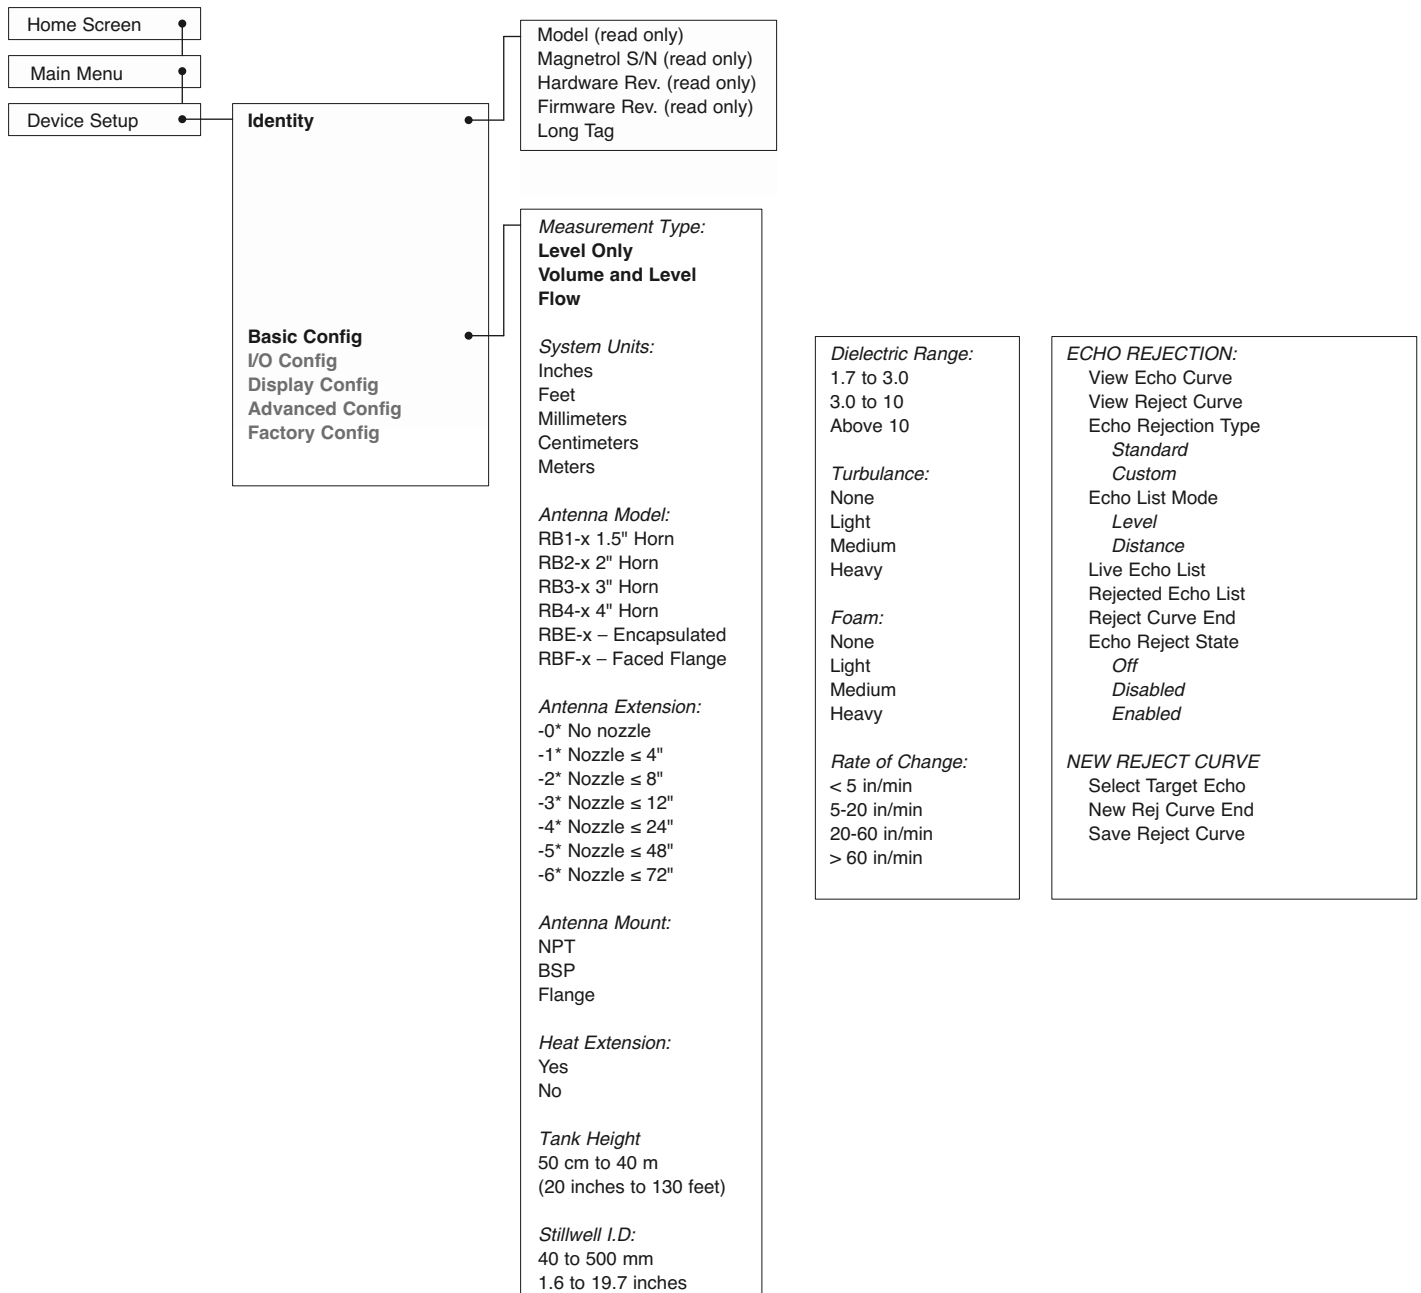 Home Screen
Main Menu
Device Setup
Identity
Basic Config
I/O Config
Display Config
Advanced Config
Factory Config
Model (read only)
Magnetrol S/N (read only)
Hardware Rev. (read only)
Firmware Rev. (read only)
Long Tag
Measurement Type:
Level Only
Volume and Level
Flow
System Units:
Inches
Feet
Millimeters
Centimeters
Meters
Antenna Model:
RB1-x 1.5" Horn
RB2-x 2" Horn
RB3-x 3" Horn
RB4-x 4" Horn
RBE-x – Encapsulated
RBF-x – Faced Flange
Antenna Extension:
-0* No nozzle
-1* Nozzle ≤ 4"
-2* Nozzle ≤ 8"
-3* Nozzle ≤ 12"
-4* Nozzle ≤ 24"
-5* Nozzle ≤ 48"
-6* Nozzle ≤ 72"
Antenna Mount:
NPT
BSP
Flange
Heat Extension:
Yes
No
Tank Height
50 cm to 40 m
(20 inches to 130 feet)
Stillwell I.D:
40 to 500 mm
1.6 to 19.7 inches
Dielectric Range:
1.7 to 3.0
3.0 to 10
Above 10
Turbulance:
None
Light
Medium
Heavy
Foam:
None
Light
Medium
Heavy
Rate of Change:
< 5 in/min
5-20 in/min
20-60 in/min
> 60 in/min
ECHO REJECTION:
View Echo Curve
View Reject Curve
Echo Rejection Type
Standard
Custom
Echo List Mode
Level
Distance
Live Echo List
Rejected Echo List
Reject Curve End
Echo Reject State
Off
Disabled
Enabled
NEW REJECT CURVE
Select Target Echo
New Rej Curve End
Save Reject Curve